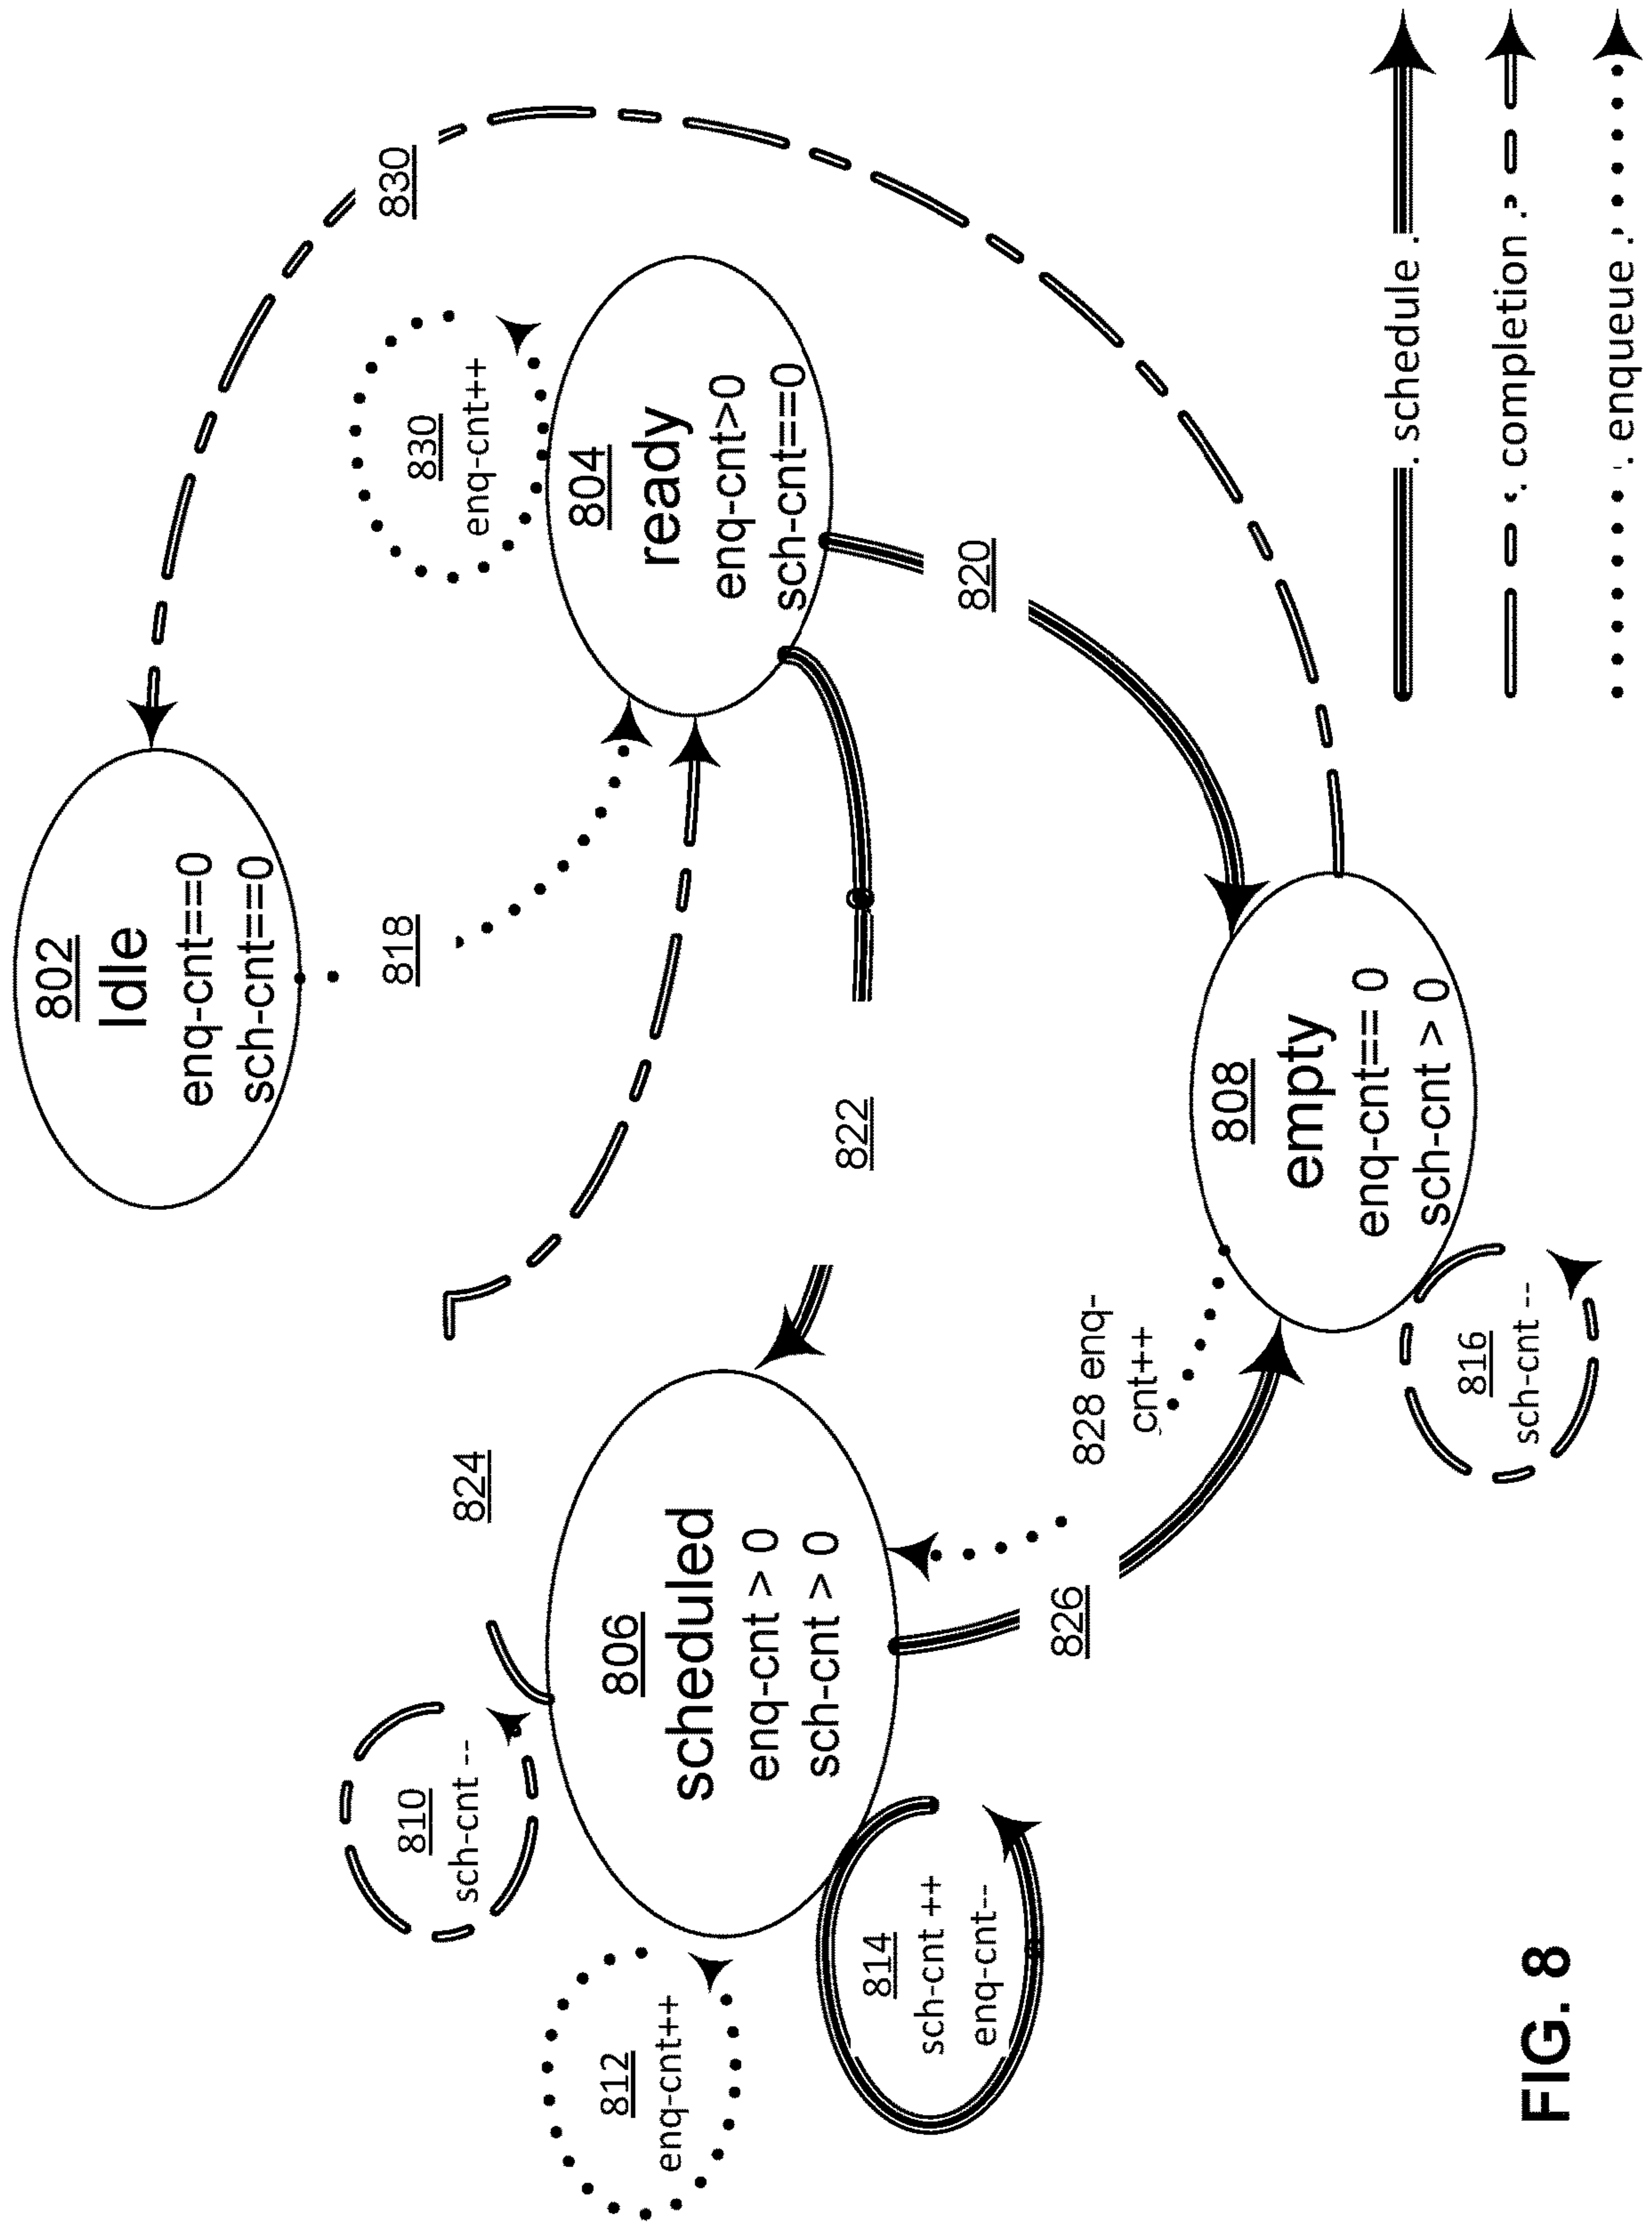 802
Idle
enq-cnt==0
sch-cnt==0
830
818
830
enq-cnt++
804
ready
enq-cnt>0
sch-cnt==0
824
822
820
810
sch-cnt --
812
enq-cnt++
806
scheduled
enq-cnt > 0
sch-cnt > 0
814
sch-cnt ++
enq-cnt--
826
828 enq-
cnt++
808
empty
enq-cnt== 0
sch-cnt > 0
816
sch-cnt --
schedule
completion
enqueue
FIG. 8